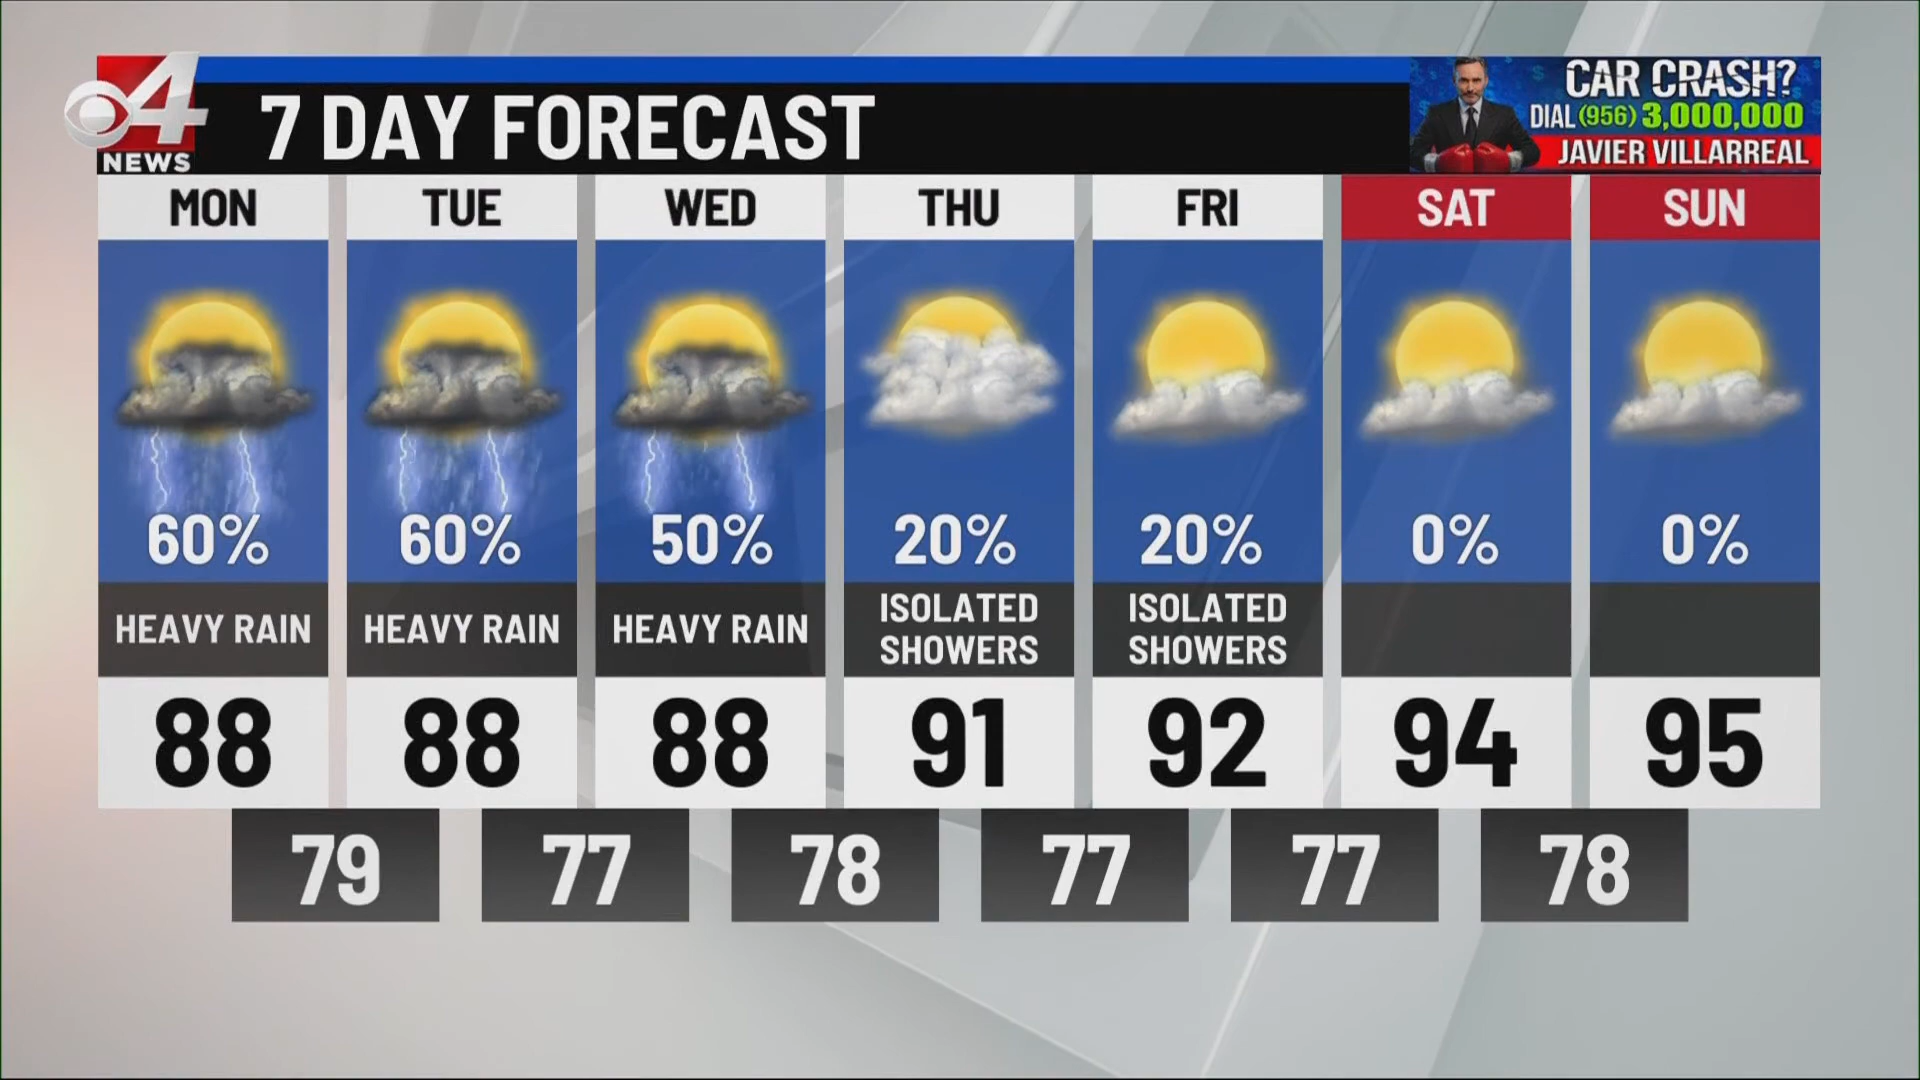 4
NEWS
7 DAY FORECAST
CAR CRASH?
DIAL (956) 3,000,000
JAVIER VILLARREAL
MON TUE WED THU FRI SAT SUN
60% 60% 50% 20% 20% 0% 0%
HEAVY RAIN HEAVY RAIN HEAVY RAIN ISOLATED SHOWERS ISOLATED SHOWERS
88 88 88 91 92 94 95
79 77 78 77 77 78